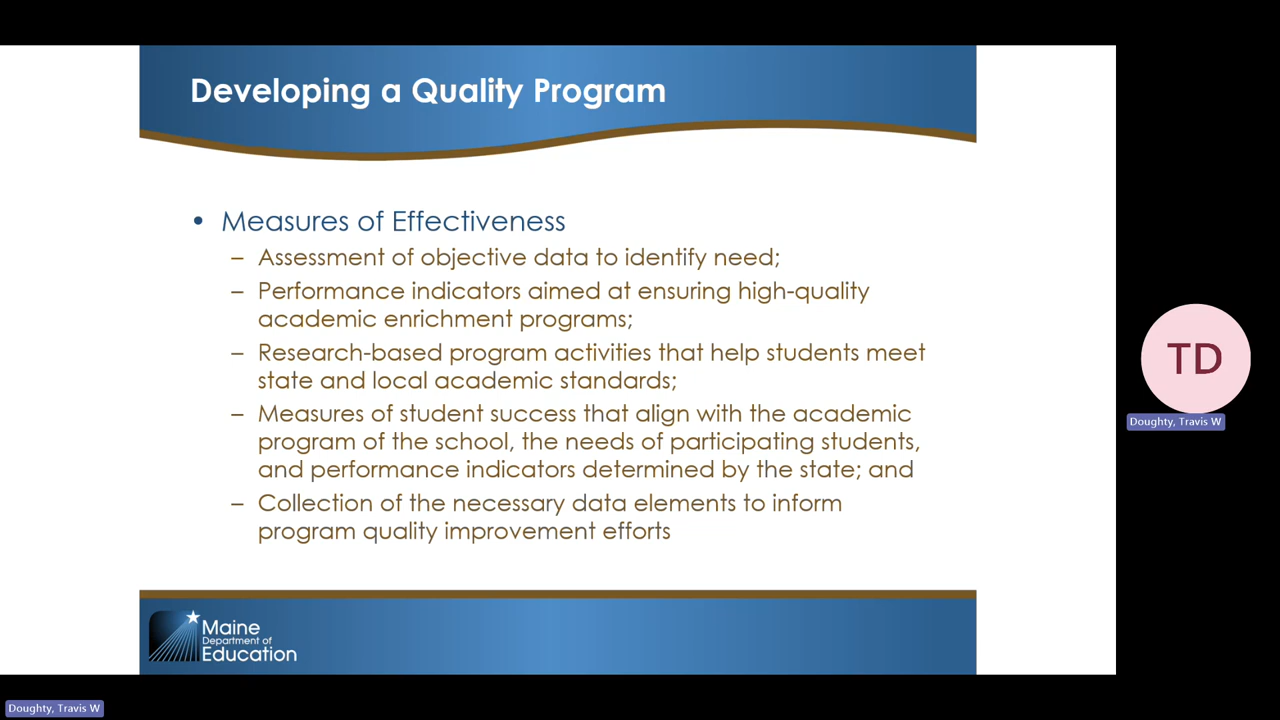 Developing a Quality Program
• Measures of Effectiveness
– Assessment of objective data to identify need;
– Performance indicators aimed at ensuring high-quality
academic enrichment programs;
– Research-based program activities that help students meet
state and local academic standards;
– Measures of student success that align with the academic
program of the school, the needs of participating students,
and performance indicators determined by the state; and
– Collection of the necessary data elements to inform
program quality improvement efforts
Maine
Department of
Education
TD
Doughty, Travis W
Doughty, Travis W